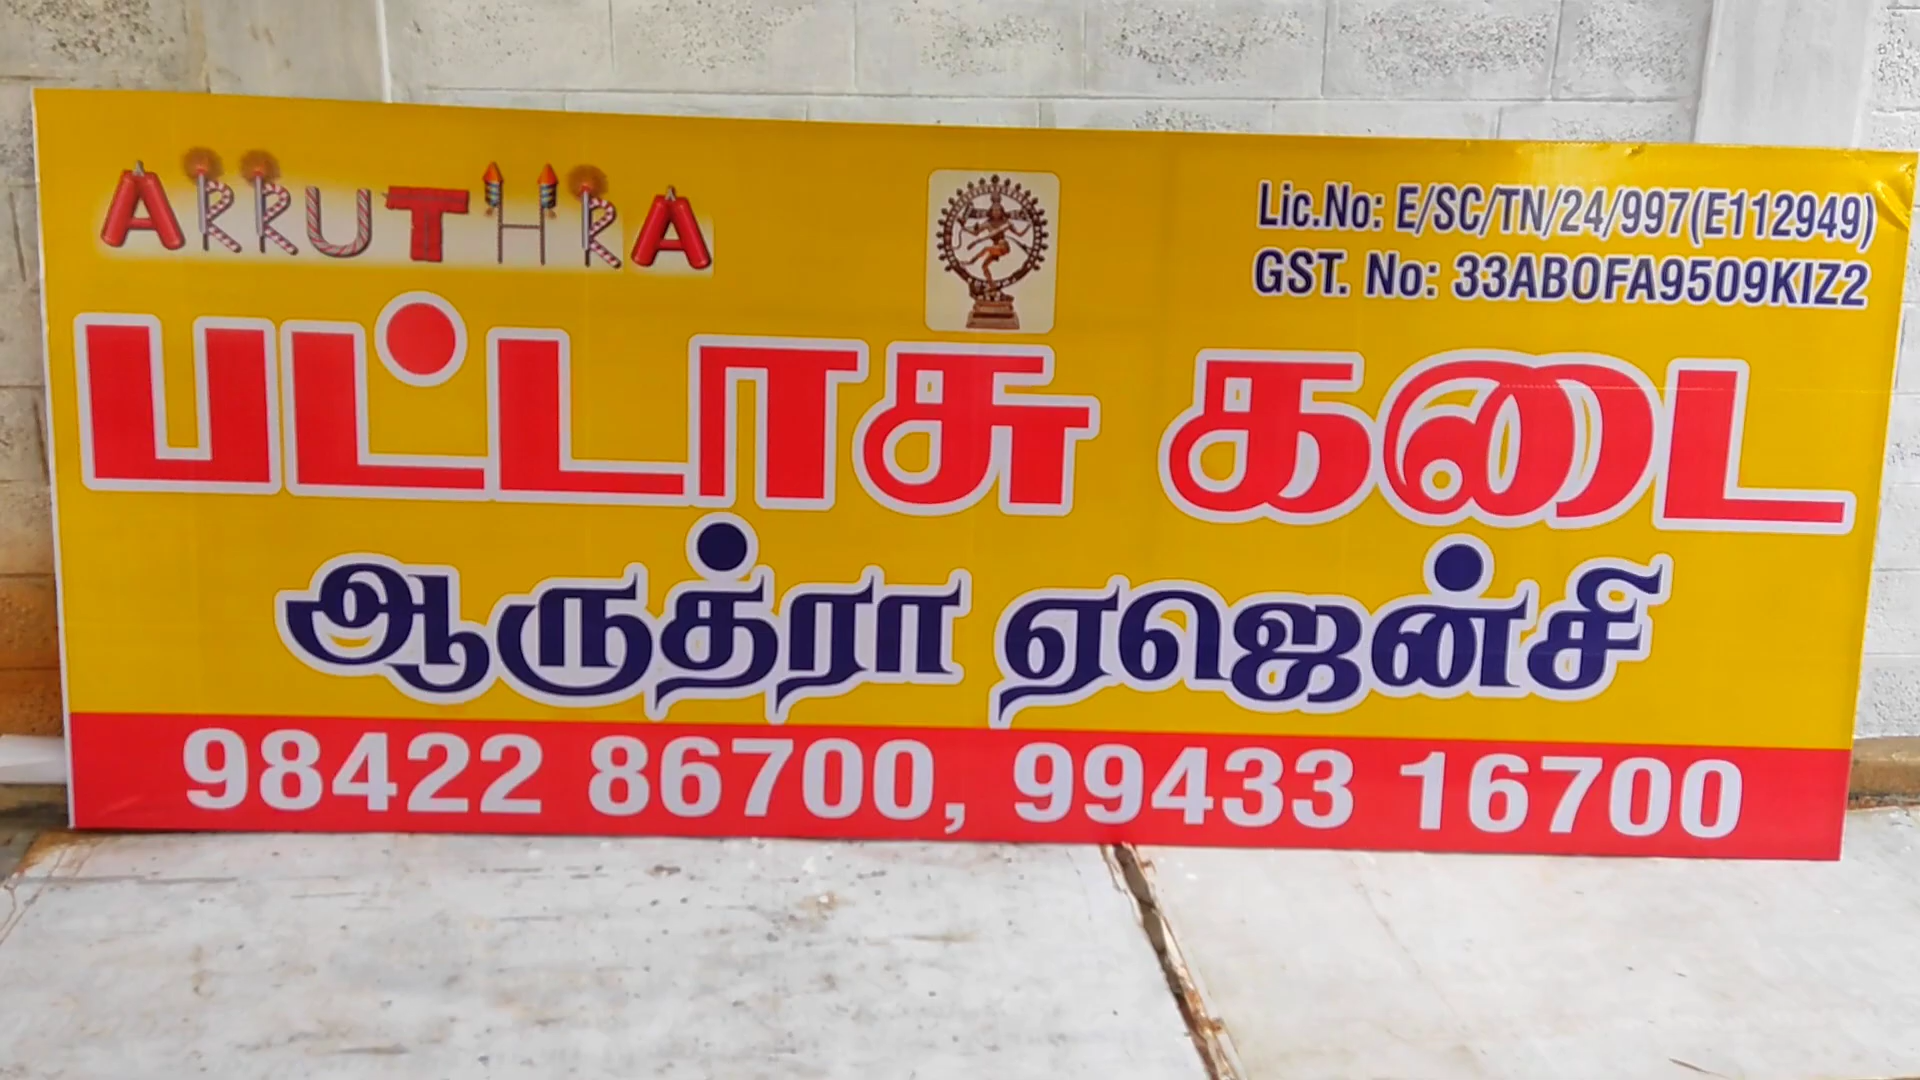 ARRUTHRA
Lic.No: E/SC/TN/24/997(E112949)
GST. No: 33ABOFA9509KIZ2
பட்டாசு கடை
ஆருத்ரா ஏஜென்சி
98422 86700, 99433 16700